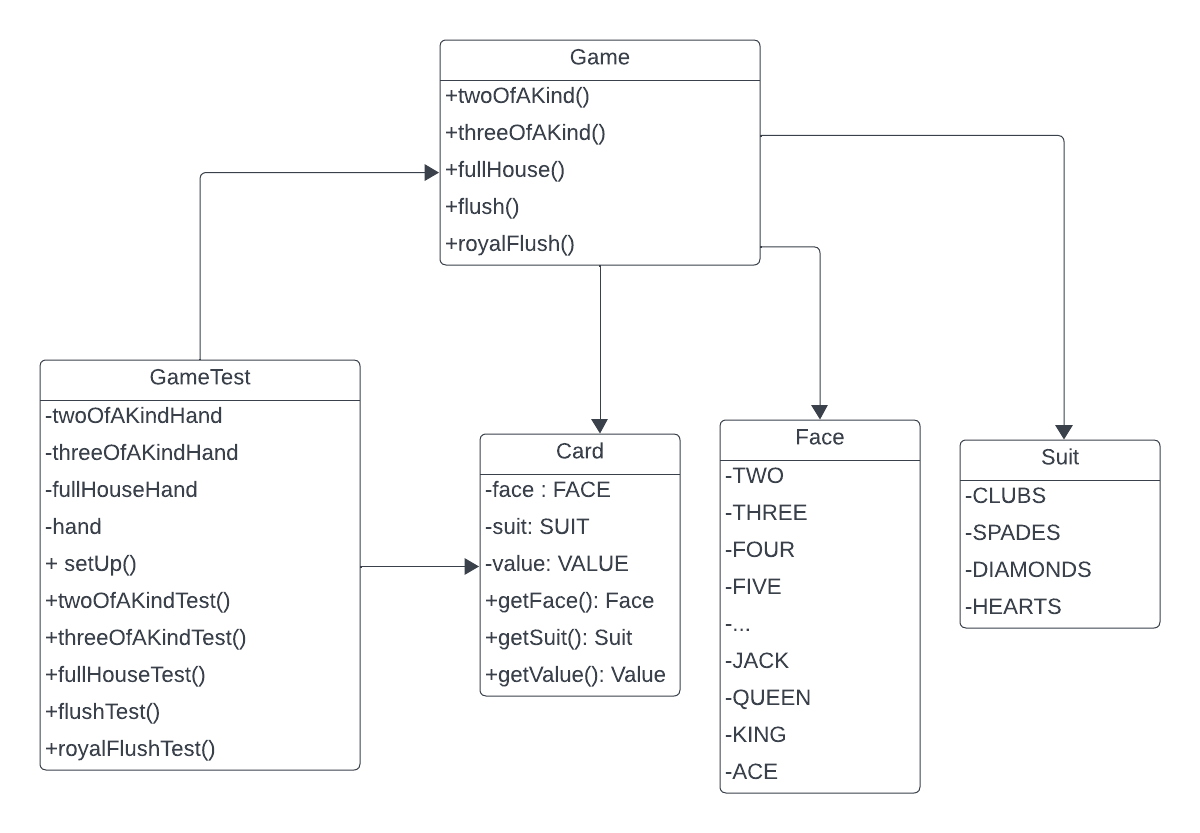 Game
+twoOfAKind()
+threeOfAKind()
+fullHouse()
+flush()
+royalFlush()
GameTest
-twoOfAKindHand
-threeOfAKindHand
-fullHouseHand
-hand
+ setUp()
+twoOfAKindTest()
+threeOfAKindTest()
+fullHouseTest()
+flushTest()
+royalFlushTest()
Card
-face : FACE
-suit: SUIT
-value: VALUE
+getFace(): Face
+getSuit(): Suit
+getValue(): Value
Face
-TWO
-THREE
-FOUR
-FIVE
-...
-JACK
-QUEEN
-KING
-ACE
Suit
-CLUBS
-SPADES
-DIAMONDS
-HEARTS